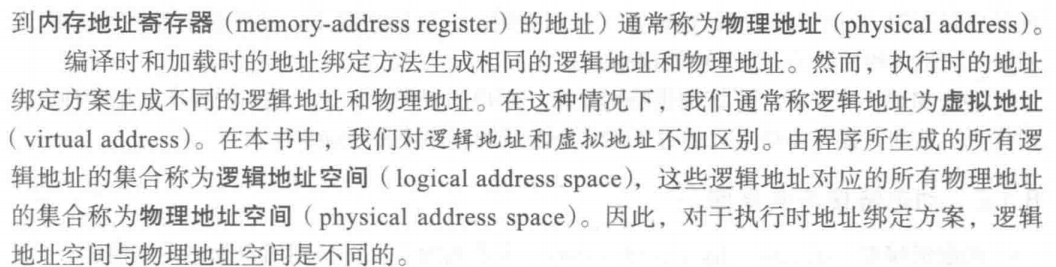 到内存地址寄存器（memory-address register）的地址）通常称为物理地址（physical address）。
编译时和加载时的地址绑定方法生成相同的逻辑地址和物理地址。然而，执行时的地址
绑定方案生成不同的逻辑地址和物理地址。在这种情况下，我们通常称逻辑地址为虚拟地址
（virtual address）。在本书中，我们对逻辑地址和虚拟地址不加区别。由程序所生成的所有逻
辑地址的集合称为逻辑地址空间（logical address space），这些逻辑地址对应的所有物理地址
的集合称为物理地址空间（physical address space）。因此，对于执行时地址绑定方案，逻辑
地址空间与物理地址空间是不同的。